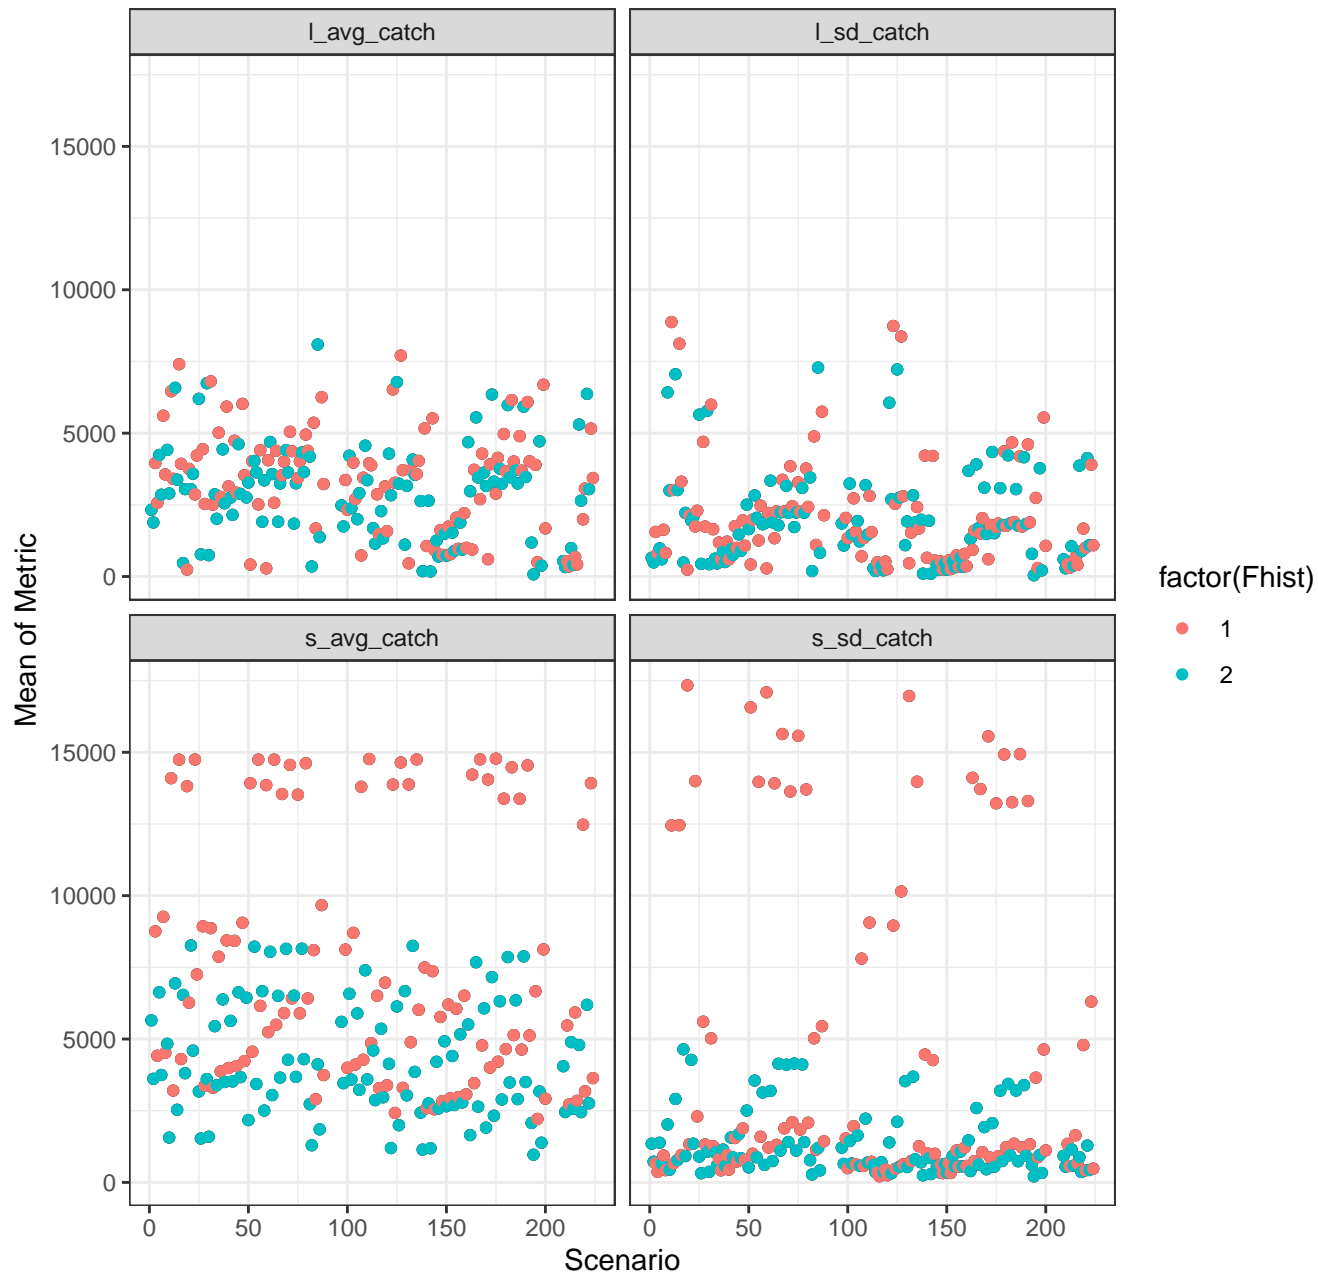 l_avg_catch
l_sd_catch
15000
10000
5000
0
s_avg_catch
s_sd_catch
15000
10000
5000
0
0 50 100 150 200
0 50 100 150 200
Scenario
Mean of Metric
factor(Fhist)
1
2